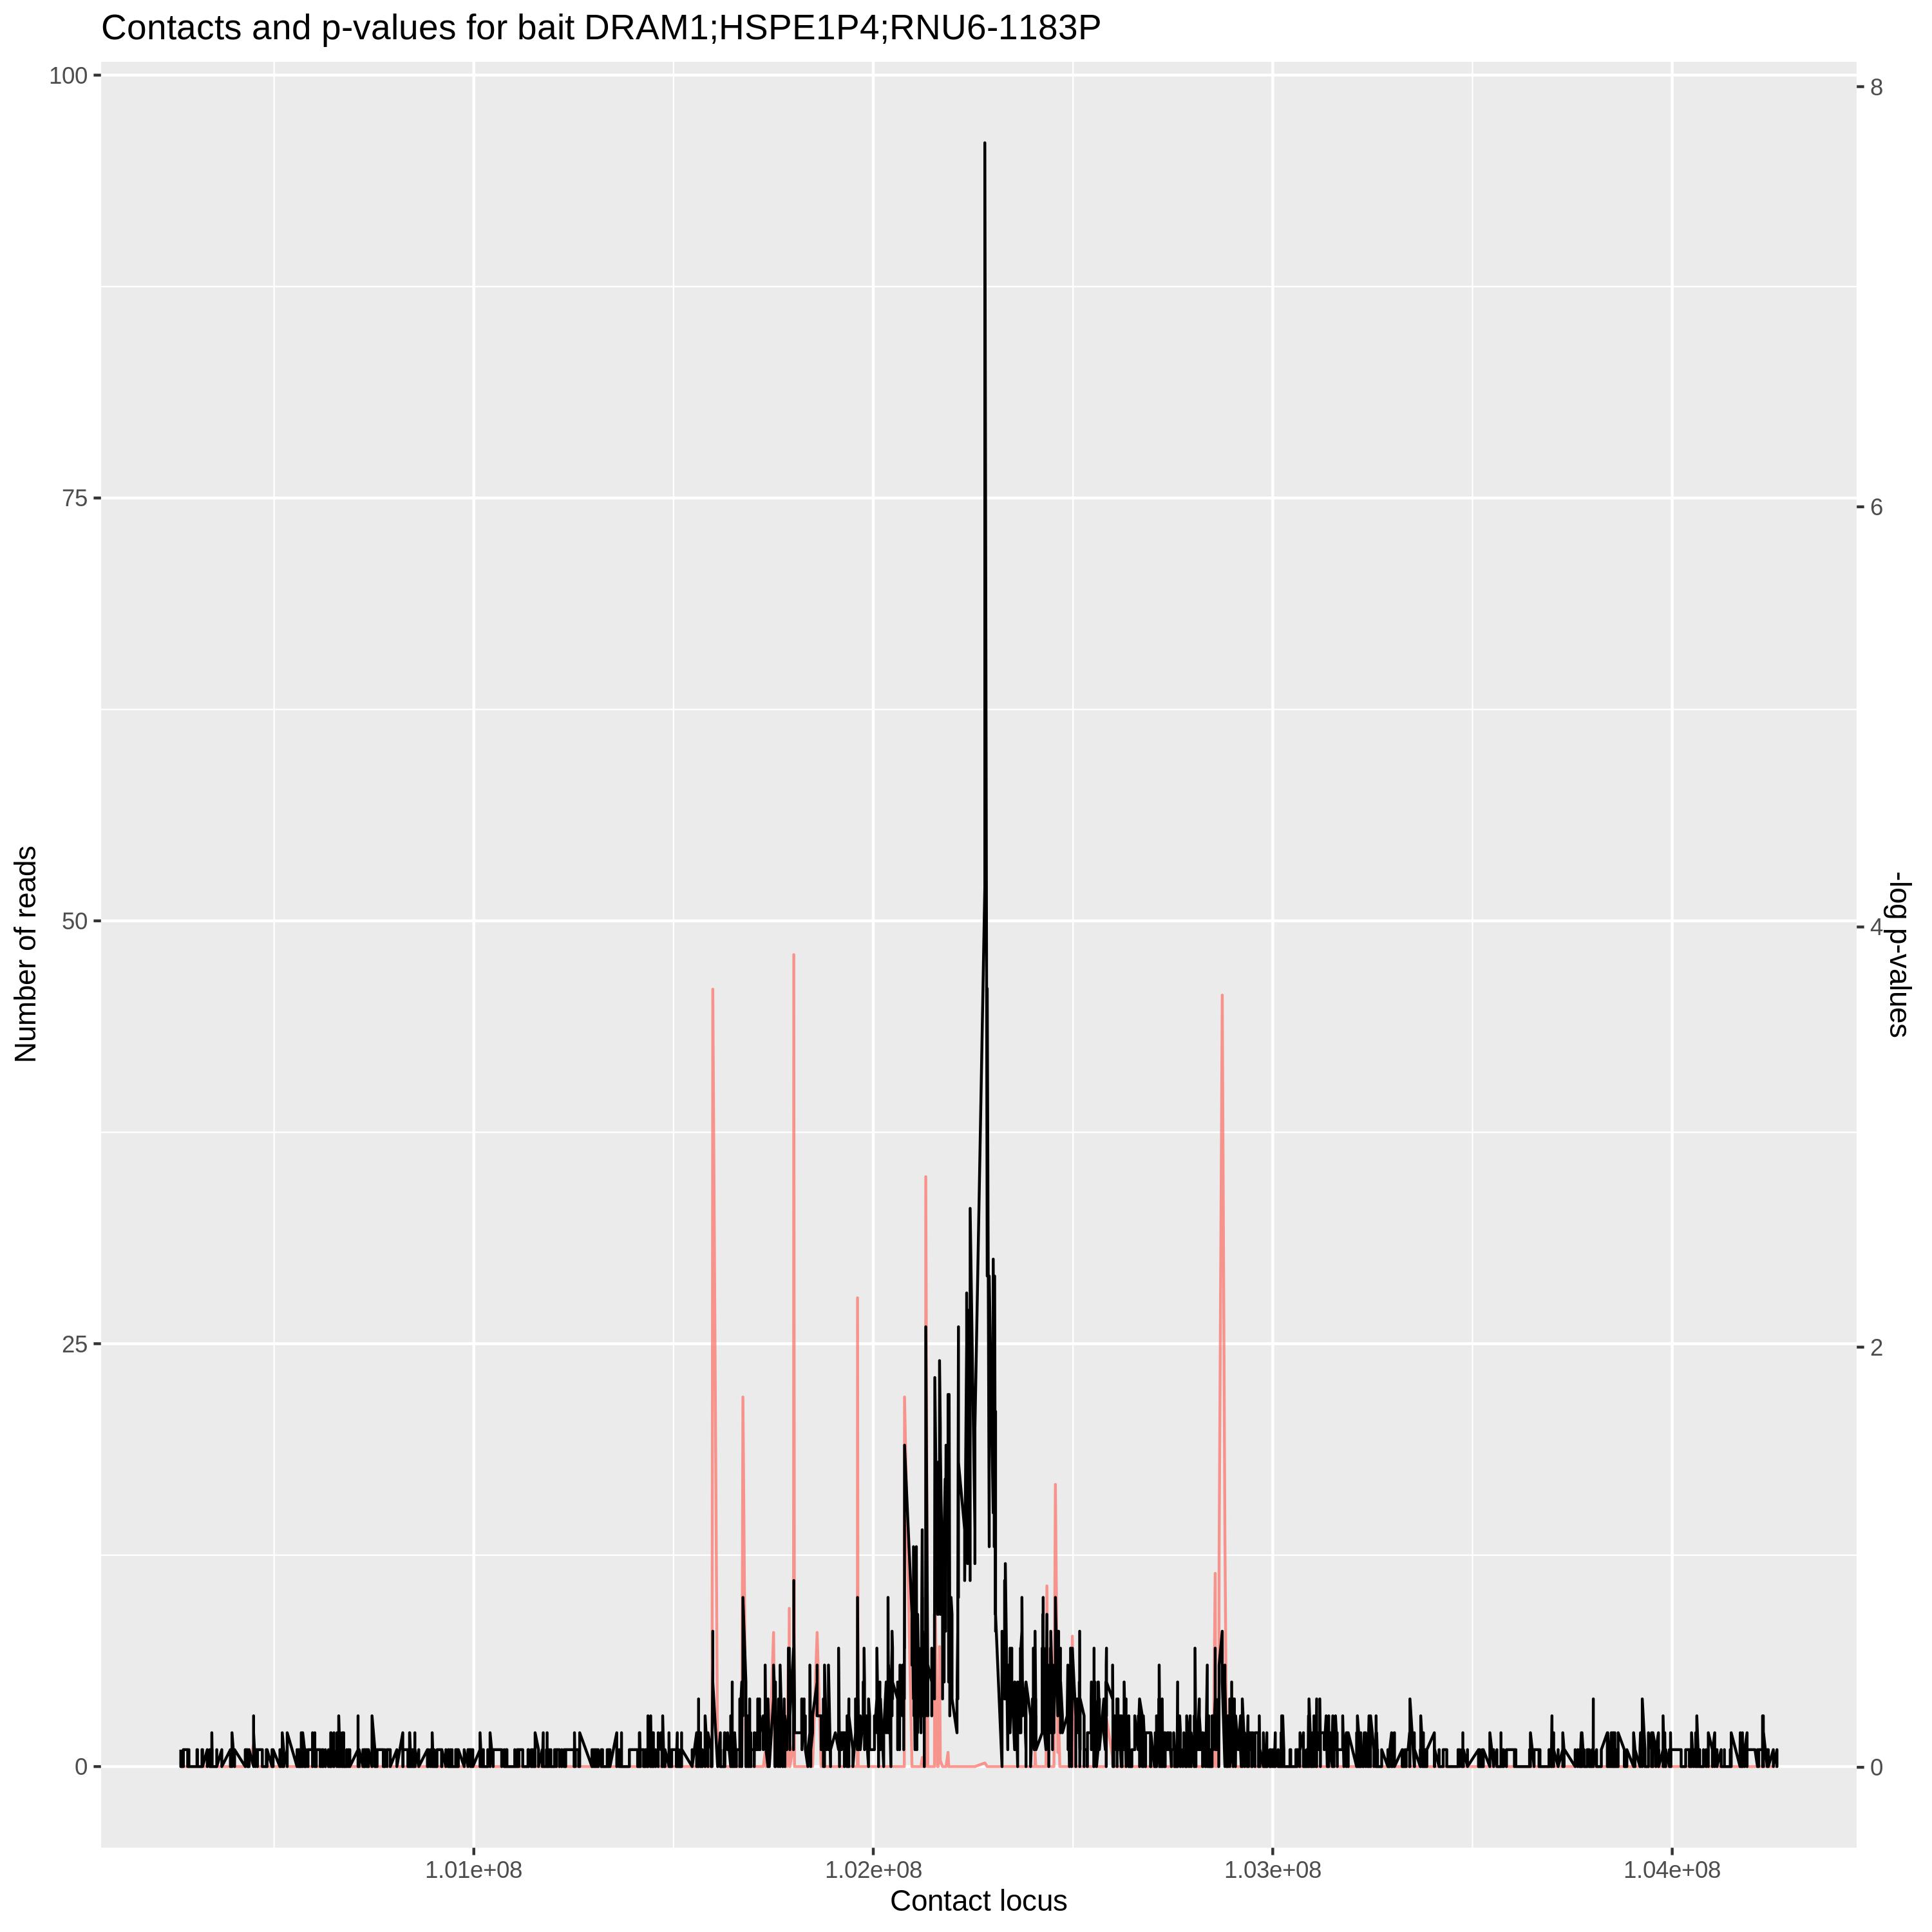 Contacts and p-values for bait DRAM1;HSPE1P4;RNU6-1183P
100
75
50
25
0
Number of reads
8
6
4
2
0
-log p-values
1.01e+08
1.02e+08
1.03e+08
1.04e+08
Contact locus